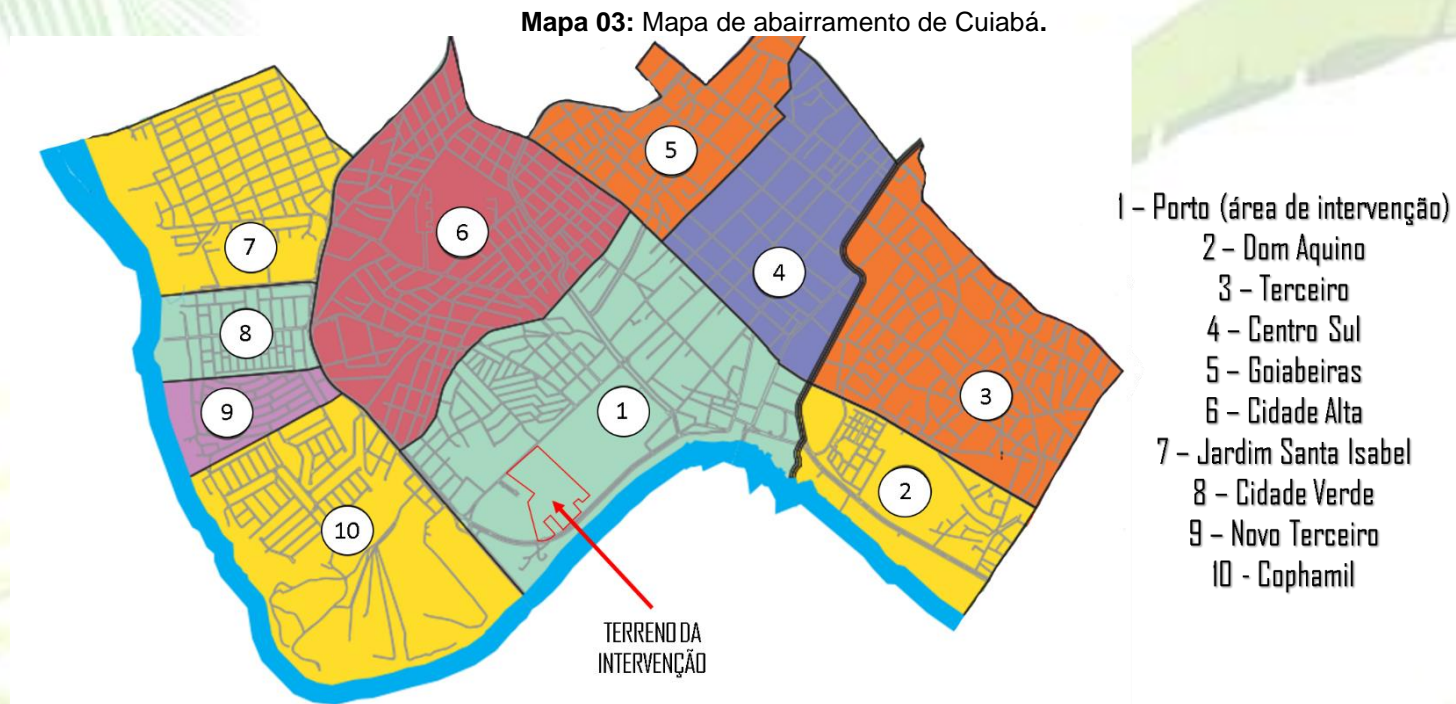 Mapa 03: Mapa de abairramento de Cuiabá.
5
7
6
4
8
9
1
3
2
10
TERRENO DA
INTERVENÇÃO
1 – Porto (área de intervenção)
2 – Dom Aquino
3 – Terceiro
4 – Centro Sul
5 – Goiabeiras
6 – Cidade Alta
7 – Jardim Santa Isabel
8 – Cidade Verde
9 – Novo Terceiro
10 - Cophamil